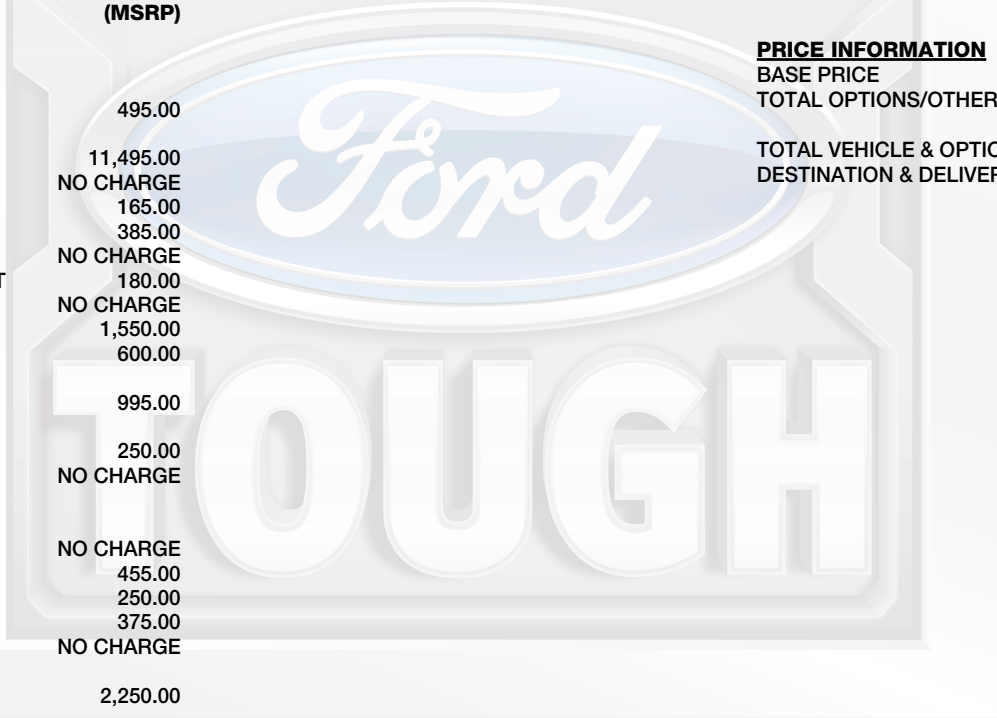 (MSRP)
495.00
11,495.00
NO CHARGE
165.00
385.00
NO CHARGE
T 180.00
NO CHARGE
1,550.00
600.00
995.00
250.00
NO CHARGE
NO CHARGE
455.00
250.00
375.00
NO CHARGE
2,250.00
PRICE INFORMATION
BASE PRICE
TOTAL OPTIONS/OTHER
TOTAL VEHICLE & OPTIO
DESTINATION & DELIVER
Ford
TOUGH